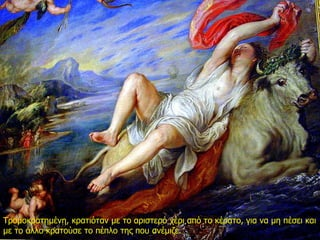 Τρομοκρατημένη, κρατιόταν με το αριστερό χέρι από το κέρατο, για να μη πέσει και
με το άλλο κρατούσε το πέπλο της που ανέμιζε.